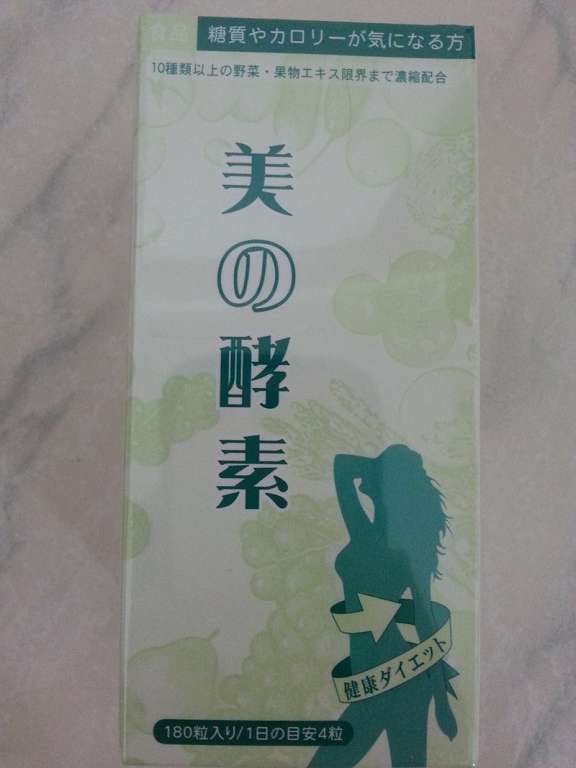 食品 糖質やカロリーが気になる方
10種類以上の野菜・果物エキス限界まで濃縮配合
美の酵素
健康ダイエット
180粒入り/1日の目安4粒